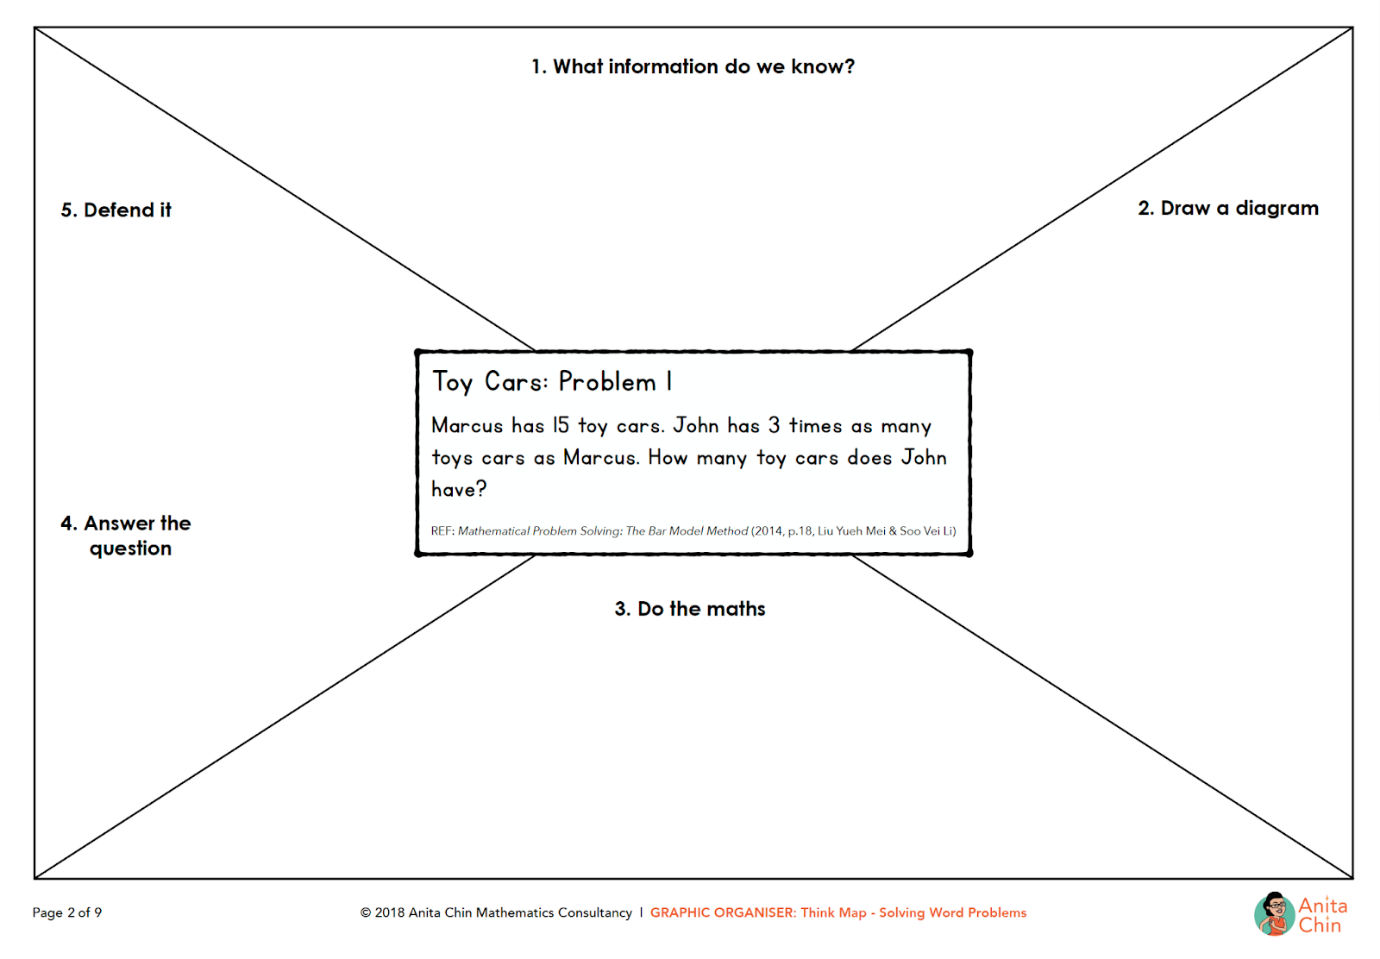 1. What information do we know?
5. Defend it
2. Draw a diagram
Toy Cars: Problem 1
Marcus has 15 toy cars. John has 3 times as many
toys cars as Marcus. How many toy cars does John
have?
REF: Mathematical Problem Solving: The Bar Model Method (2014, p.18, Liu Yueh Mei & Soo Vei Li)
4. Answer the
question
3. Do the maths
Page 2 of 9
© 2018 Anita Chin Mathematics Consultancy | GRAPHIC ORGANISER: Think Map - Solving Word Problems
Anita
Chin